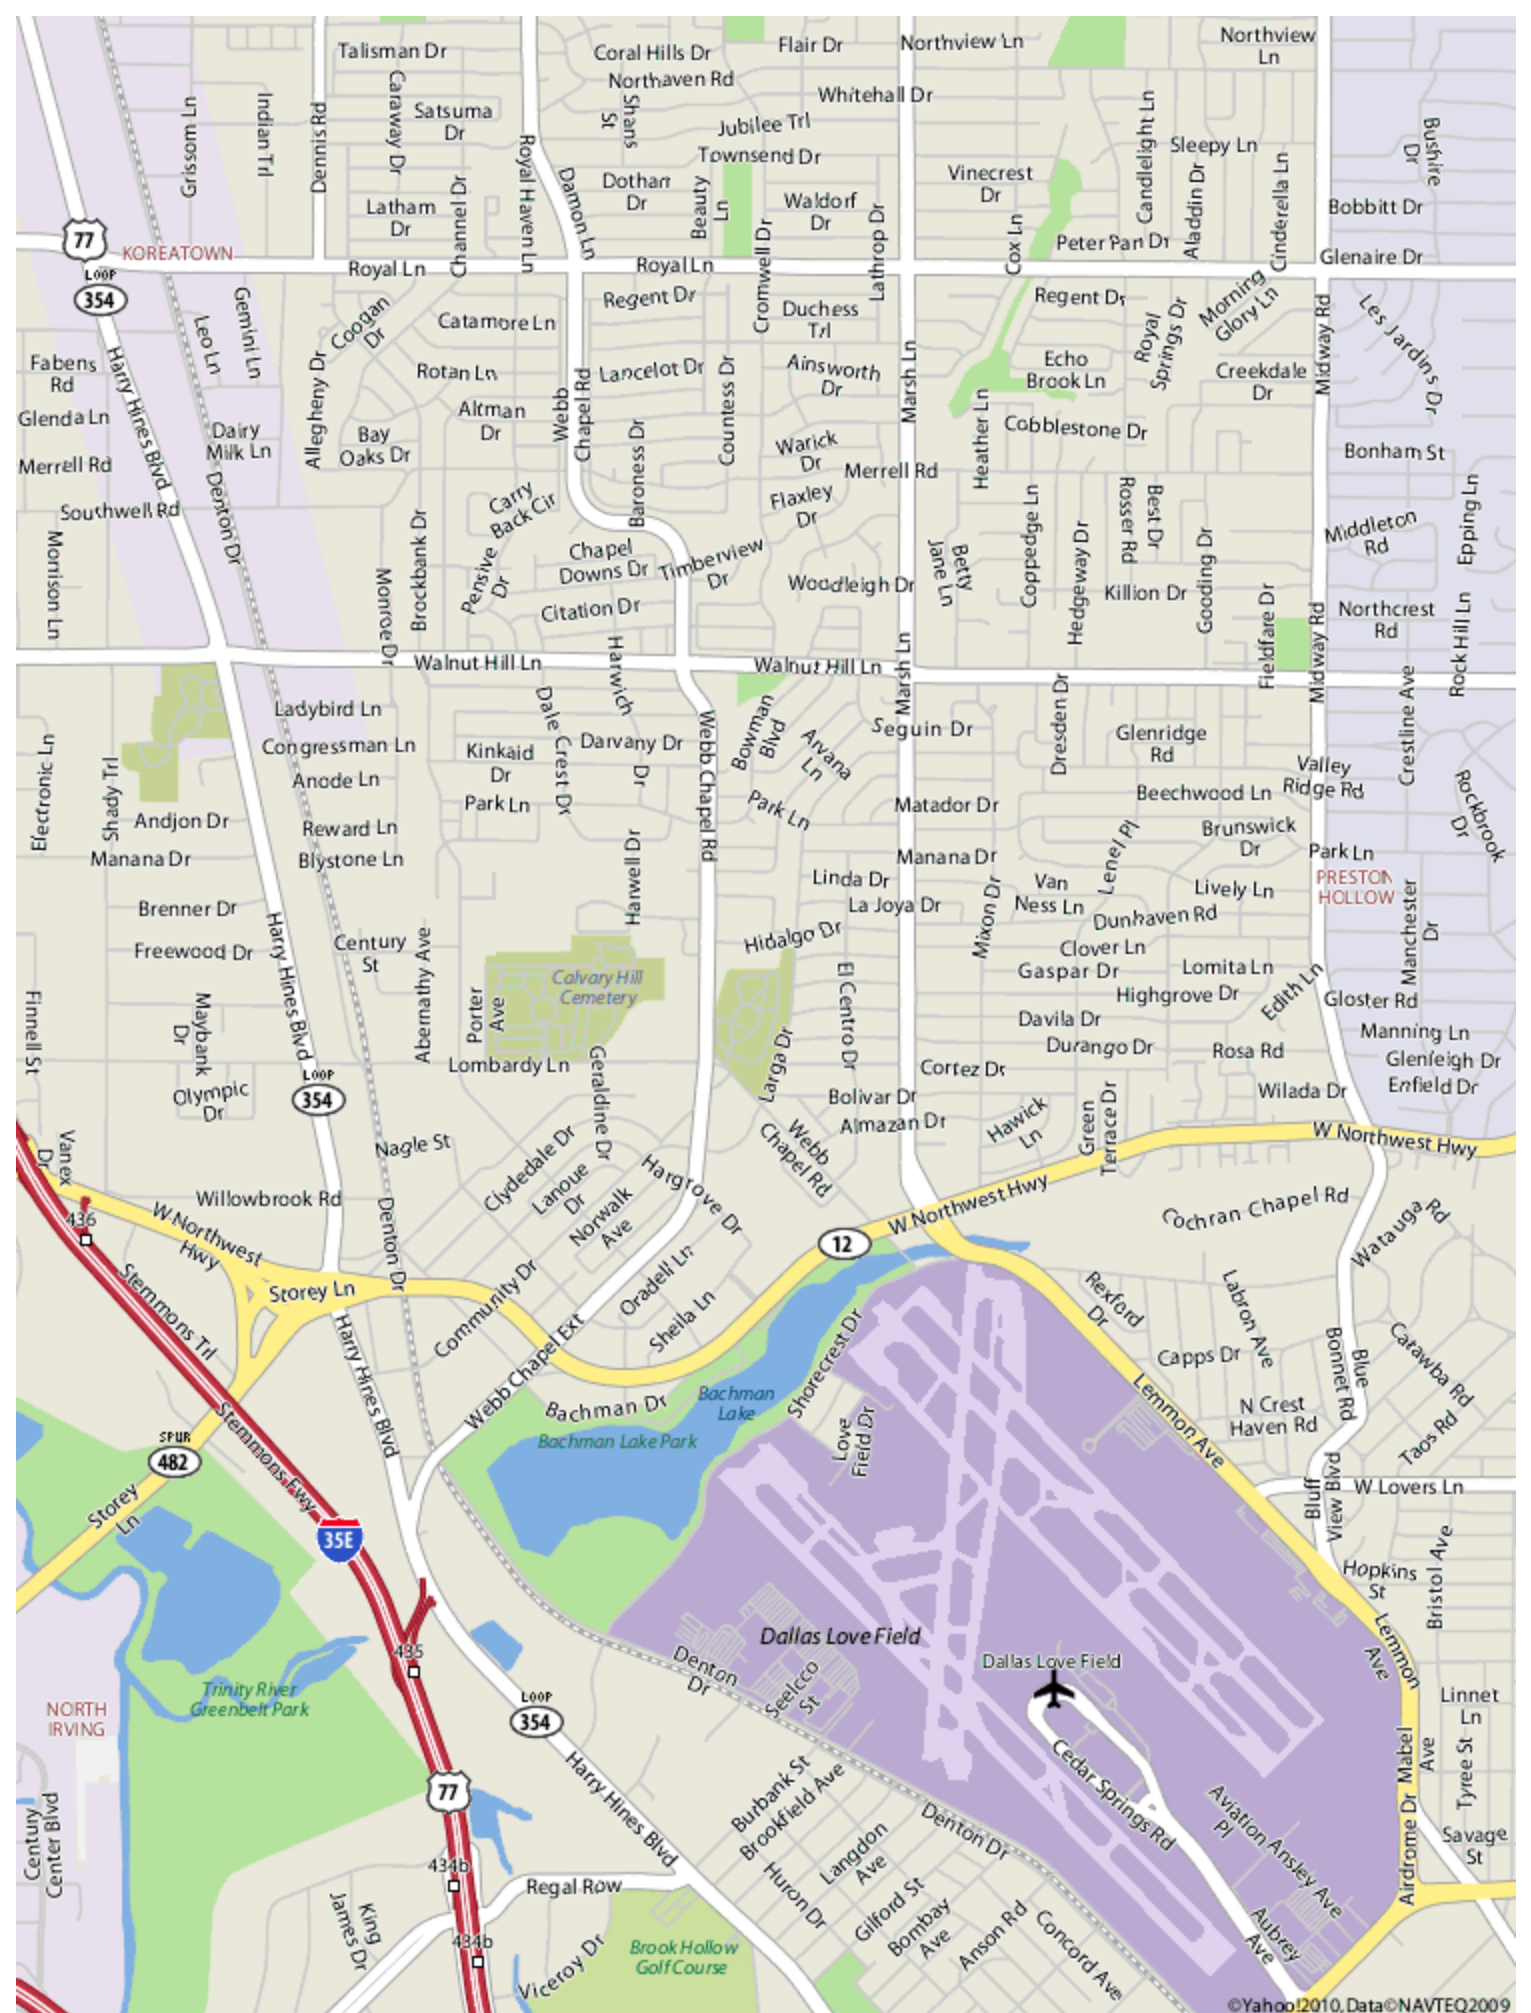 Talisman Dr
Coral Hills Dr
Flair Dr
Northview Ln
Northview
Ln
Northaven Rd
Whitehall Dr
Grissom Ln
Indian Trl
Dennis Rd
Caraway Dr
Satsuma
Dr
Shans
St
Jubilee Trl
Townsend Dr
Candlelight Ln
Sleepy Ln
Bushire
Dr
Royal Haven Ln
Damon Ln
Dothan
Dr
Beauty
Ln
Waldorf
Dr
Vinecrest
Dr
Aladdin Dr
Cinderella Ln
Bobbitt Dr
Latham
Dr
Channel Dr
Cromwell Dr
Lathrop Dr
Cox Ln
Peter Pan Dr
Glenaire Dr
77
KOREATOWN
Royal Ln
Royal Ln
LOOP
354
Gemini Ln
Leo Ln
Coogan
Dr
Catamore Ln
Regent Dr
Duchess
Trl
Regent Dr
Royal
Springs Dr
Morning
Glory Ln
Midway Rd
Les Jardins Dr
Fabens
Rd
Harry Hines Blvd
Allegheny Dr
Rotan Ln
Webb
Chapel Rd
Lancelot Dr
Countess Dr
Ainsworth
Dr
Marsh Ln
Echo
Brook Ln
Creekdale
Dr
Glenda Ln
Dairy
Milk Ln
Bay
Oaks Dr
Altman
Dr
Baroness Dr
Warick
Dr
Heather Ln
Cobblestone Dr
Bonham St
Merrell Rd
Merrell Rd
Southwell Rd
Denton Dr
Carry
Back Cir
Flaxley
Dr
Coppedge Ln
Rosser Rd
Best Dr
Middleton
Rd
Epping Ln
Morrison Ln
Monroe Dr
Brockbank Dr
Pensive
Dr
Chapel
Downs Dr
Timberview
Dr
Woodleigh Dr
Betty
Jane Ln
Hedgeway Dr
Killion Dr
Gooding Dr
Citation Dr
Fieldfare Dr
Midway Rd
Northcrest
Rd
Rock Hill Ln
Walnut Hill Ln
Harwich
Dr
Walnut Hill Ln
Marsh Ln
Ladybird Ln
Dale Crest Dr
Webb Chapel Rd
Bowman
Blvd
Seguin Dr
Dresden Dr
Glenridge
Rd
Crestline Ave
Electronic Ln
Shady Trl
Congressman Ln
Kinkaid
Dr
Darvany Dr
Arvana
Ln
Valley
Ridge Rd
Anode Ln
Park Ln
Park Ln
Matador Dr
Beechwood Ln
Rockbrook
Dr
Andjon Dr
Reward Ln
Harwell Dr
Lenel Pl
Brunswick
Dr
Manana Dr
Blystone Ln
Manana Dr
Park Ln
PRESTON
HOLLOW
Linda Dr
Van
Ness Ln
Lively Ln
Brenner Dr
Harry Hines Blvd
La Joya Dr
Mixon Dr
Dunhaven Rd
Manchester
Dr
Freewood Dr
Century
St
Abernathy Ave
Hidalgo Dr
Clover Ln
Calvary Hill
Cemetery
Gaspar Dr
Lomita Ln
Finnell St
Maybank
Dr
Porter
Ave
El Centro Dr
Highgrove Dr
Edith Ln
Gloster Rd
Davila Dr
Manning Ln
Lombardy Ln
Geraldine Dr
Larga Dr
Cortez Dr
Durango Dr
Rosa Rd
Glenleigh Dr
LOOP
354
Olympic
Dr
Bolivar Dr
Wilada Dr
Enfield Dr
Almazan Dr
Hawick
Ln
Green
Terrace Dr
W Northwest Hwy
Vanex
Dr
Nagle St
Clydedale Dr
Lanoue
Dr
Norwalk
Ave
Hargrove Dr
Webb
Chapel Rd
Willowbrook Rd
436
W Northwest
Hwy
Denton Dr
W Northwest Hwy
Cochran Chapel Rd
Watauga Rd
12
Stemmons Trl
Storey Ln
Community Dr
Oradell Ln
Sheila Ln
Rexford
Dr
Labron Ave
Harry Hines Blvd
Webb Chapel Ext
Shorecrest Dr
Capps Dr
Blue
Bonnet Rd
Catawba Rd
Bachman Dr
Bachman
Lake
Lemmon Ave
N Crest
Haven Rd
Taos Rd
Stemmons Fwy
SPUR
482
Bachman Lake Park
Love
Field Dr
Bluff
View Blvd
W Lovers Ln
Storey
Ln
35E
Hopkins
St
Bristol Ave
435
Dallas Love Field
Lemmon
Ave
Dallas Love Field
Denton
Dr
Seelcco
St
Trinity River
Greenbelt Park
NORTH
IRVING
LOOP
354
Linnet
Ln
Cedar Springs Rd
Mabel
Ave
Tyree St
77
Harry Hines Blvd
Burbank St
Brookfield Ave
Denton Dr
Aviation
Pl
Ansley Ave
Airdrome Dr
Savage
St
Century
Center Blvd
434b
Regal Row
Huron Dr
Langdon
Ave
Gilford St
Bombay
Ave
Anson Rd
Concord Ave
Aubrey
Ave
King
James Dr
434b
Viceroy Dr
Brook Hollow
Golf Course
©Yahoo!2010, Data©NAVTEQ2009